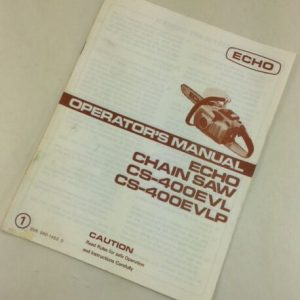 ECHO
OPERATOR'S MANUAL
ECHO
CHAIN SAW
CS-400EVL
CS-400EVLP
CAUTION
Read Rules for Safe Operation
and Instructions Carefully
1